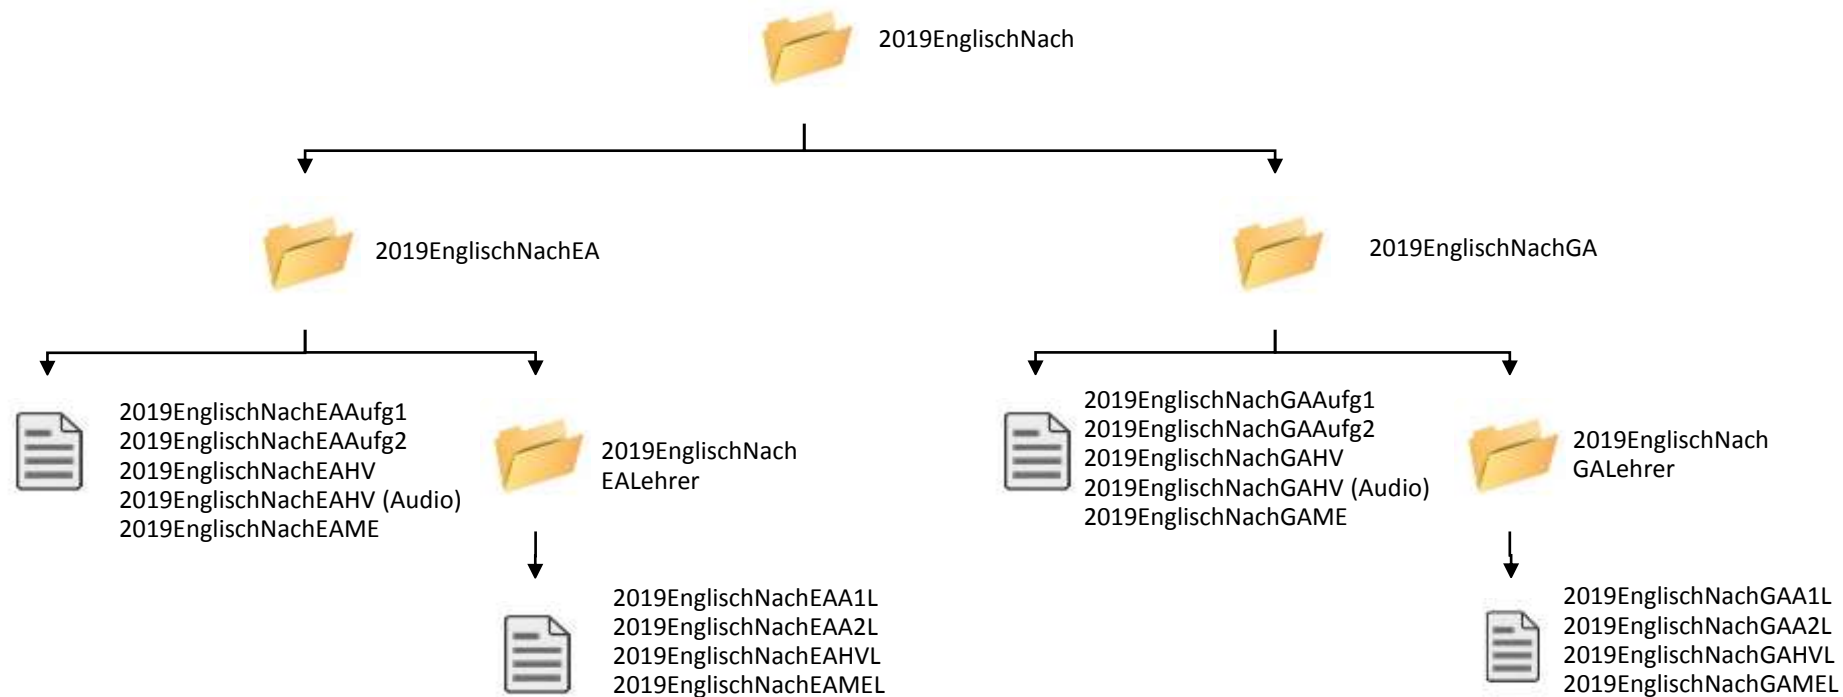 2019EnglischNach
2019EnglischNachEA
2019EnglischNachGA
2019EnglischNachEAAufg1
2019EnglischNachEAAufg2
2019EnglischNachEAHV
2019EnglischNachEAHV (Audio)
2019EnglischNachEAME
2019EnglischNach
EALehrer
2019EnglischNachGAAufg1
2019EnglischNachGAAufg2
2019EnglischNachGAHV
2019EnglischNachGAHV (Audio)
2019EnglischNachGAME
2019EnglischNach
GALehrer
2019EnglischNachEAA1L
2019EnglischNachEAA2L
2019EnglischNachEAHVL
2019EnglischNachEAMEL
2019EnglischNachGAA1L
2019EnglischNachGAA2L
2019EnglischNachGAHVL
2019EnglischNachGAMEL